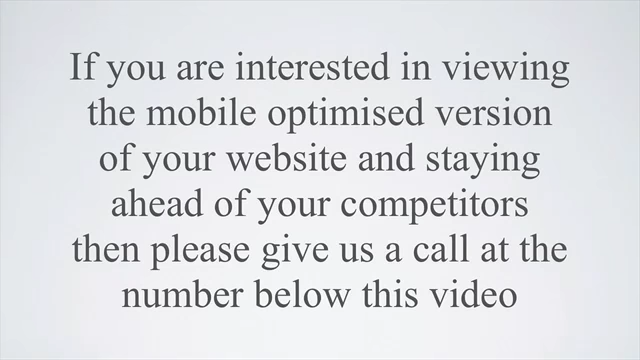 If you are interested in viewing
the mobile optimised version
of your website and staying
ahead of your competitors
then please give us a call at the
number below this video